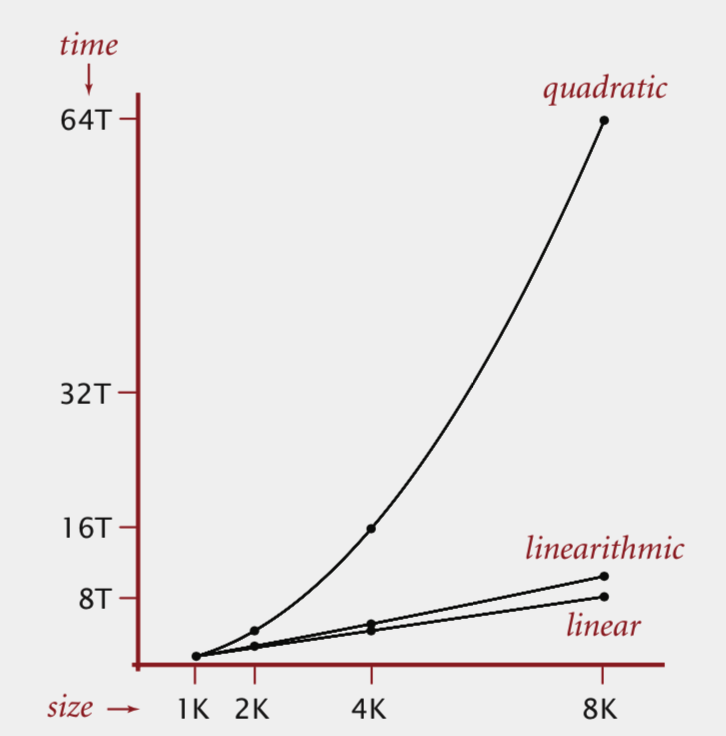 time
quadratic
64T
32T
16T
linearithmic
8T
linear
size
1K 2K 4K 8K